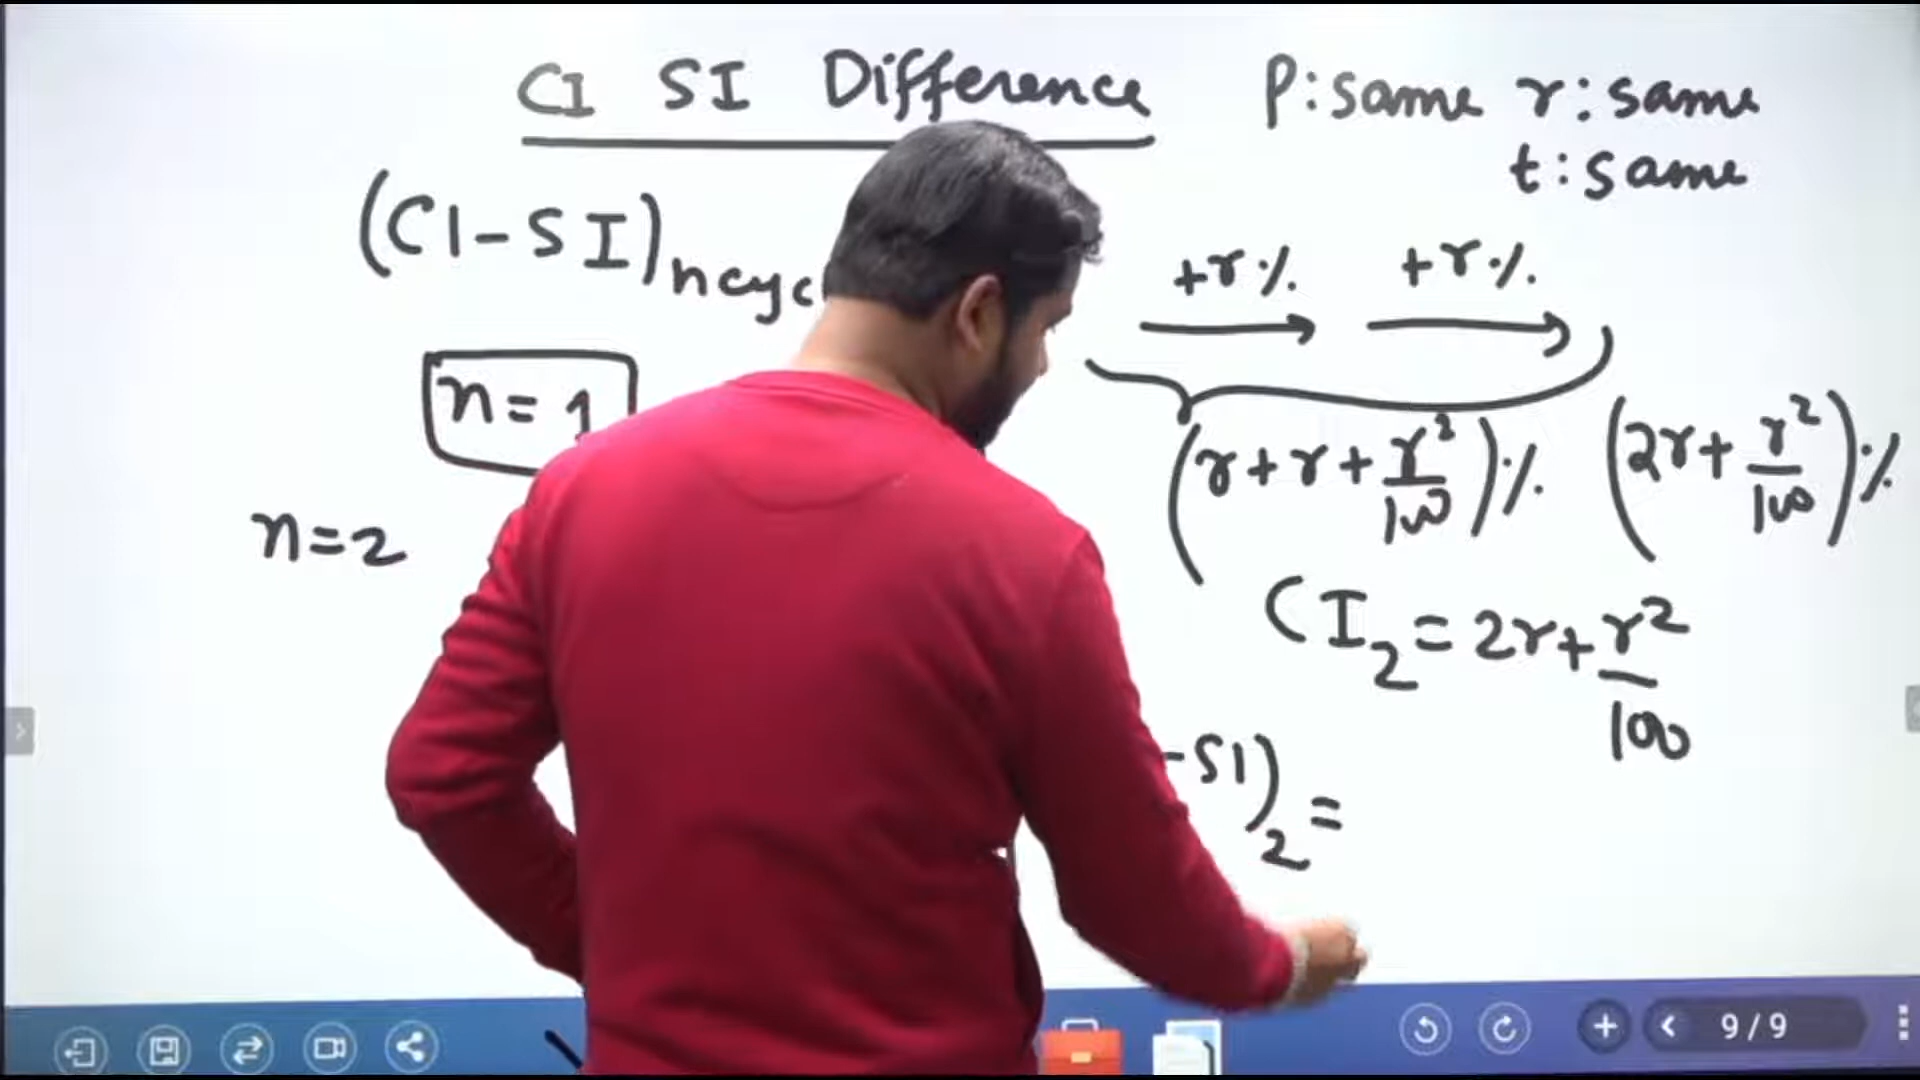 CI SI Difference
P:same r:same
t:same
(CI-SI)
+r% +r%
n=1
(r+r+r²/100)% (2r+r²/100)%
n=2
CI₂=2r+r²/100
-SI)₂=
9/9